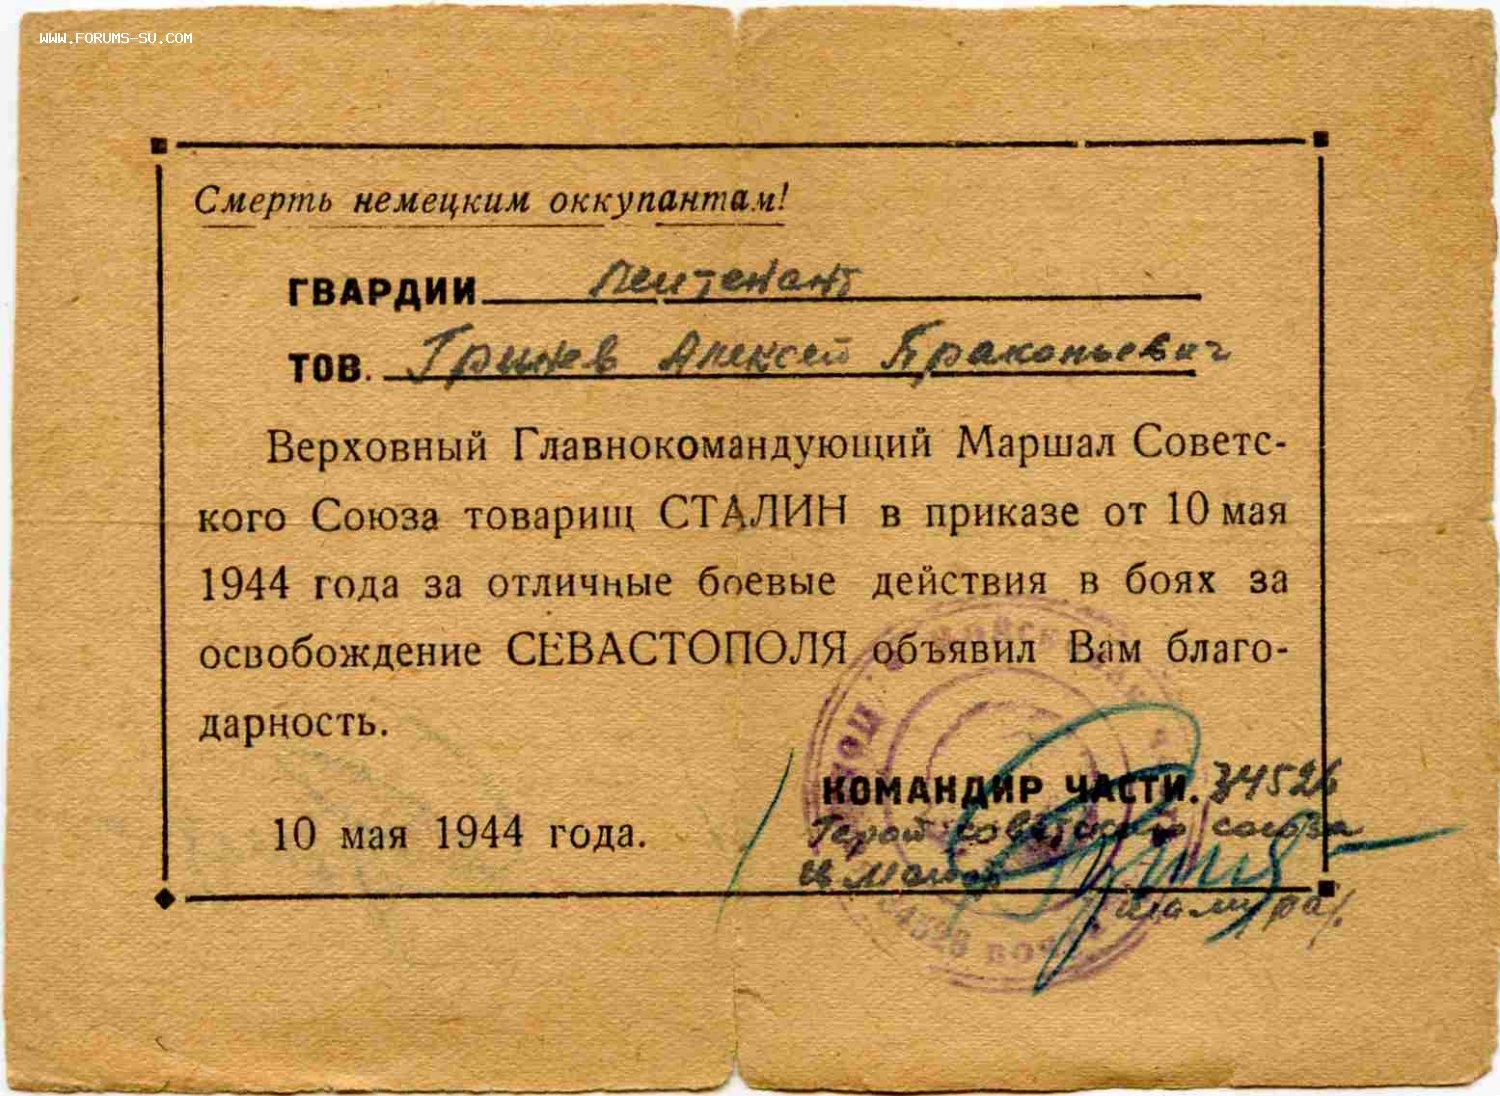 WWW.FORUMS-SU.COM
Смерть немецким оккупантам!
ГВАРДИИ Лейтенант
ТОВ. Алексей Праконьевич
Верховный Главнокомандующий Маршал Советс-
кого Союза товарищ СТАЛИН в приказе от 10 мая
1944 года за отличные боевые действия в боях за
освобождение СЕВАСТОПОЛЯ объявил Вам благо-
дарность.
КОМАНДИР ЧАСТИ. 34526
10 мая 1944 года.
Герой советского союза
34526